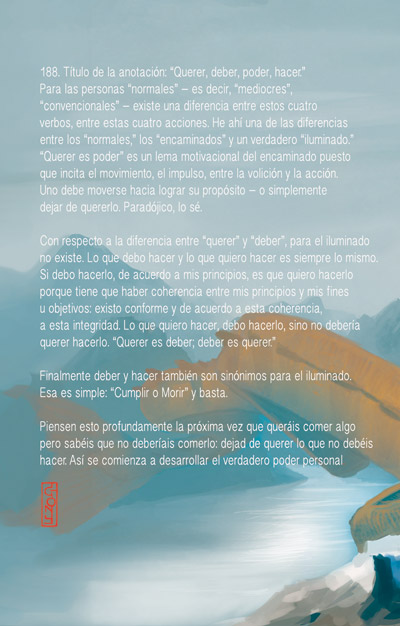 188. Título de la anotación: “Querer, deber, poder, hacer.”
Para las personas “normales” – es decir, “mediocres”,
“convencionales” – existe una diferencia entre estos cuatro
verbos, entre estas cuatro acciones. He ahí una de las diferencias
entre los “normales,” los “encaminados” y un verdadero “iluminado.”
“Querer es poder” es un lema motivacional del encaminado puesto
que incita el movimiento, el impulso, entre la volición y la acción.
Uno debe moverse hacia lograr su propósito – o simplemente
dejar de quererlo. Paradójico, lo sé.
Con respecto a la diferencia entre “querer” y “deber”, para el iluminado
no existe. Lo que debo hacer y lo que quiero hacer es siempre lo mismo.
Si debo hacerlo, de acuerdo a mis principios, es que quiero hacerlo
porque tiene que haber coherencia entre mis principios y mis fines
u objetivos: existo conforme y de acuerdo a esta coherencia,
a esta integridad. Lo que quiero hacer, debo hacerlo, sino no debería
querer hacerlo. “Querer es deber; deber es querer.”
Finalmente deber y hacer también son sinónimos para el iluminado.
Esa es simple: “Cumplir o Morir” y basta.
Piensen esto profundamente la próxima vez que queráis comer algo
pero sabéis que no deberíais comerlo: dejad de querer lo que no debéis
hacer. Así se comienza a desarrollar el verdadero poder personal